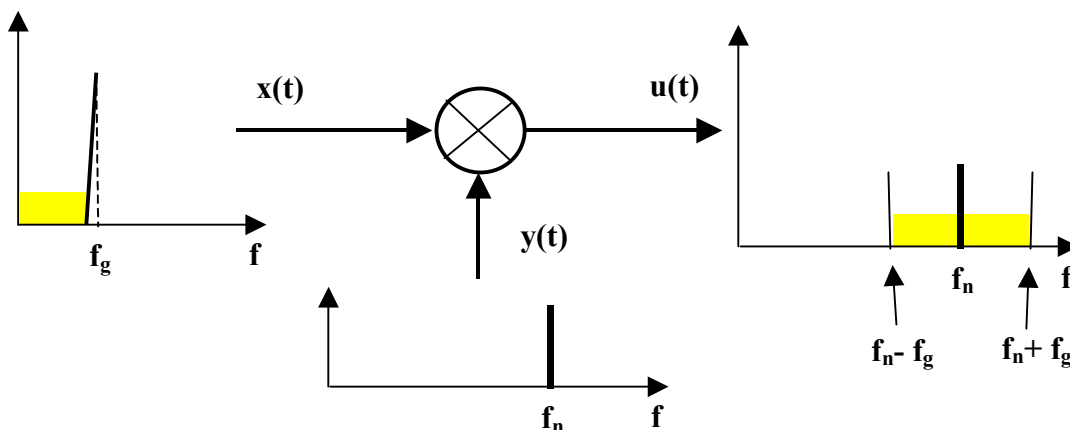 x(t)
u(t)
y(t)
f_g
f
f_n
f
f_n
f
f_n- f_g
f_n+ f_g